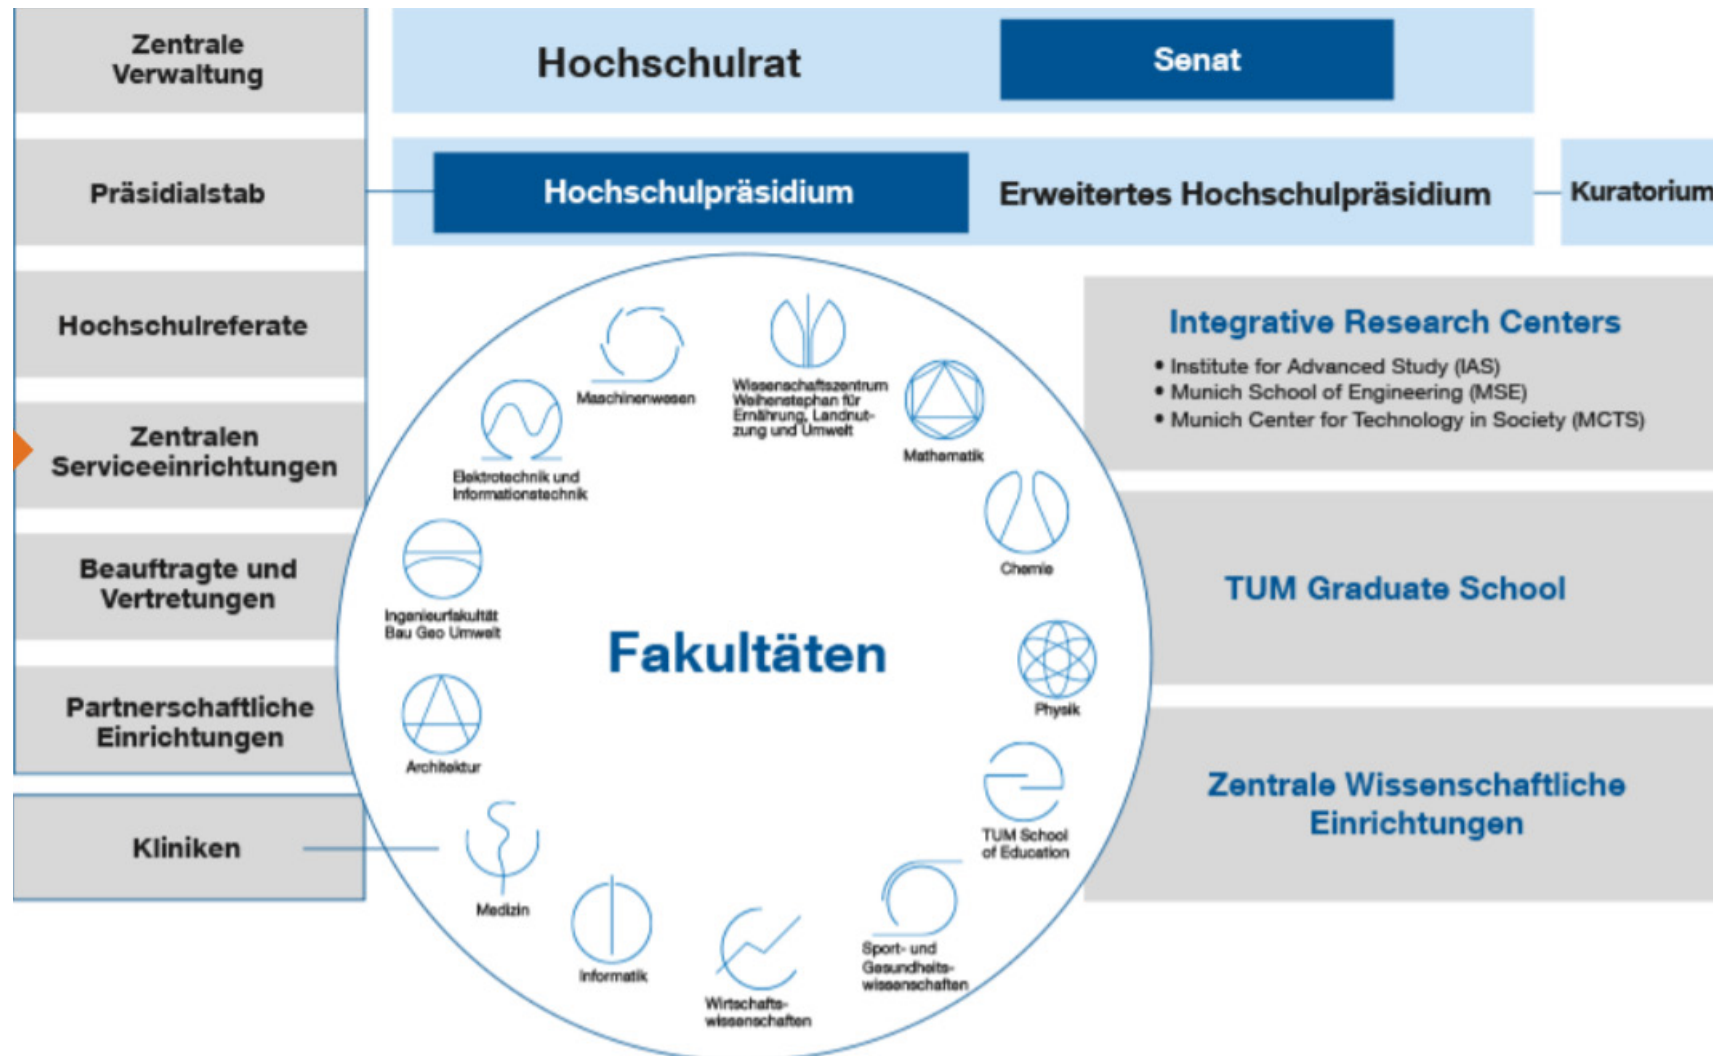 Zentrale
Verwaltung
Hochschulrat
Senat
Präsidialstab
Hochschulpräsidium
Erweitertes Hochschulpräsidium
Kuratorium
Hochschulreferate
Zentralen
Serviceeinrichtungen
Beauftragte und
Vertretungen
Partnerschaftliche
Einrichtungen
Kliniken
Fakultäten
Maschinenwesen
Wissenschaftszentrum
Weihenstephan für
Ernährung, Landnut-
zung und Umwelt
Mathematik
Elektrotechnik und
Informationstechnik
Chemie
Ingenieurfakultät
Bau Geo Umwelt
Physik
Architektur
TUM School
of Education
Medizin
Sport- und
Gesundheits-
wissenschaften
Informatik
Wirtschafts-
wissenschaften
Integrative Research Centers
• Institute for Advanced Study (IAS)
• Munich School of Engineering (MSE)
• Munich Center for Technology in Society (MCTS)
TUM Graduate School
Zentrale Wissenschaftliche
Einrichtungen